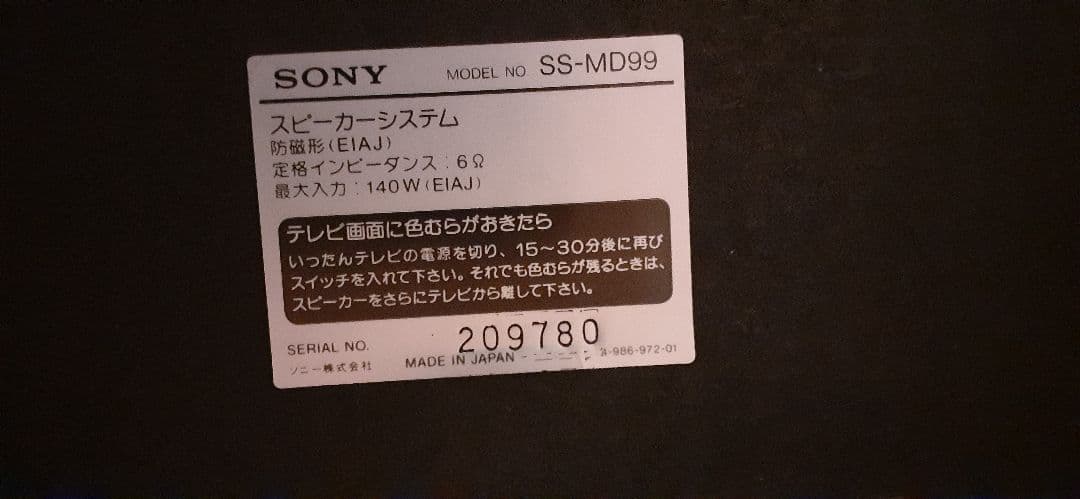 SONY MODEL NO. SS-MD99
スピーカーシステム
防磁形(EIAJ)
定格インピーダンス:6Ω
最大入力:140W(EIAJ)
テレビ画面に色むらがおきたら
いったんテレビの電源を切り、15〜30分後に再び
スイッチを入れて下さい。それでも色むらが残るときは、
スピーカーをさらにテレビから離して下さい。
SERIAL NO. 209780
ソニー株式会社 MADE IN JAPAN 3-986-972-01